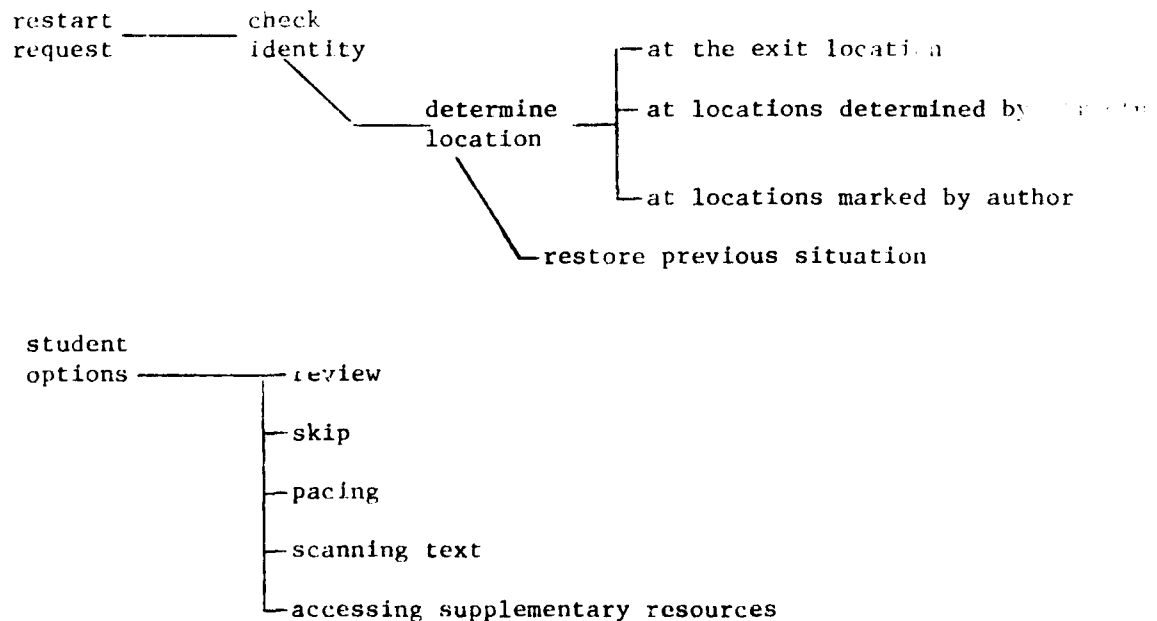 restart
request
check
identity
determine
location
at the exit location
at locations determined by
at locations marked by author
restore previous situation
student
options
review
skip
pacing
scanning text
accessing supplementary resources